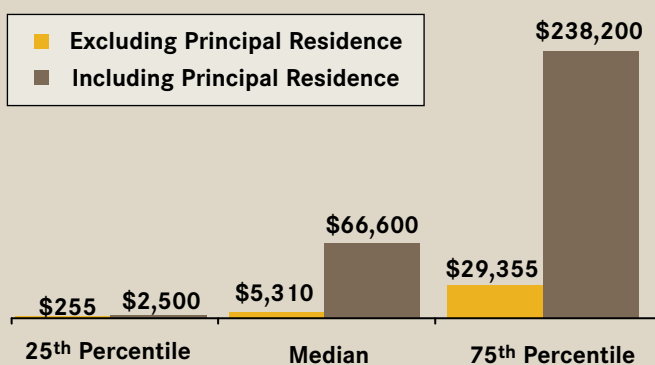 Excluding Principal Residence
Including Principal Residence
$238,200
$66,600
$29,355
$5,310
$255 $2,500
25th Percentile Median 75th Percentile